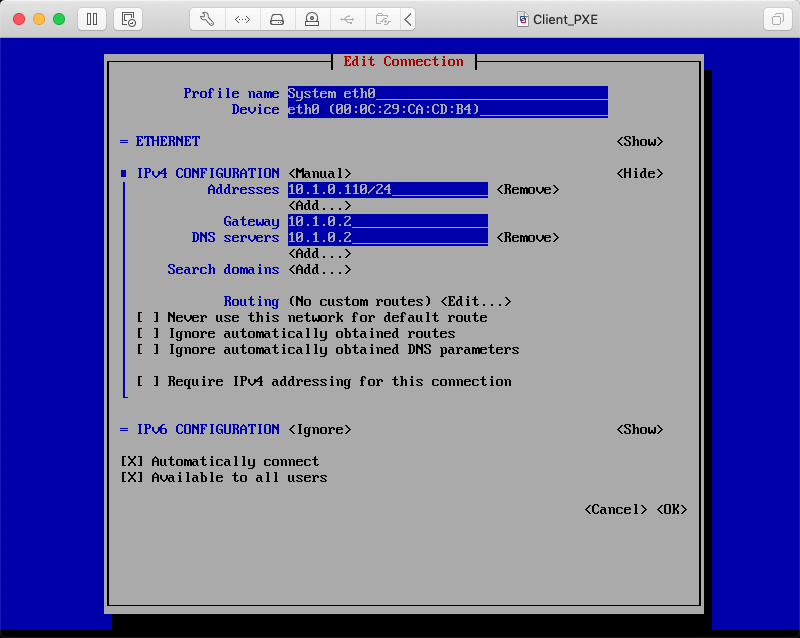 Client_PXE
Edit Connection
Profile name System eth0
Device eth0 (00:0C:29:CA:CD:B4)
= ETHERNET <Show>
IPv4 CONFIGURATION <Manual> <Hide>
Addresses 10.1.0.110/24 <Remove>
<Add...>
Gateway 10.1.0.2
DNS servers 10.1.0.2 <Remove>
<Add...>
Search domains <Add...>
Routing (No custom routes) <Edit...>
[ ] Never use this network for default route
[ ] Ignore automatically obtained routes
[ ] Ignore automatically obtained DNS parameters
[ ] Require IPv4 addressing for this connection
= IPv6 CONFIGURATION <Ignore> <Show>
[X] Automatically connect
[X] Available to all users
<Cancel> <OK>